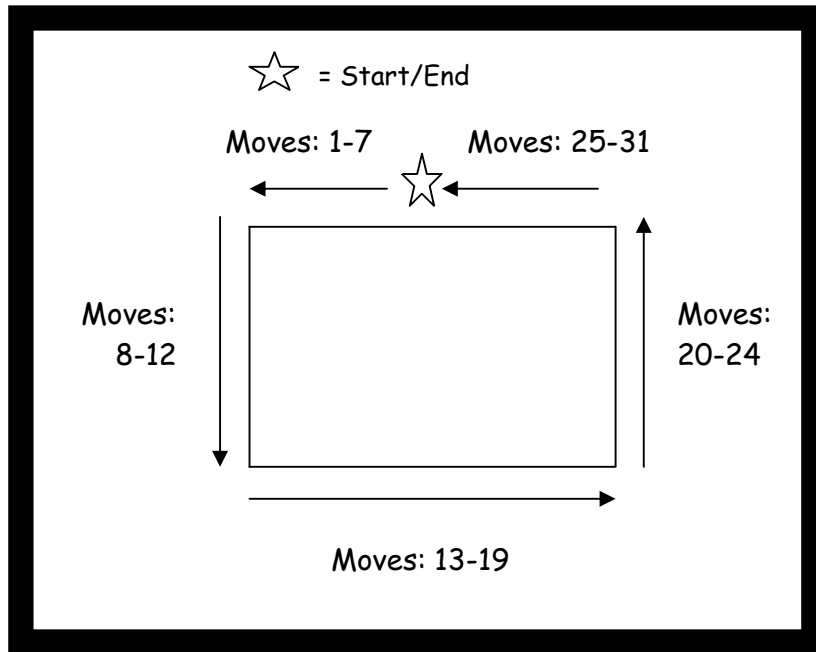 = Start/End
Moves: 1-7
Moves: 25-31
Moves:
8-12
Moves:
20-24
Moves: 13-19